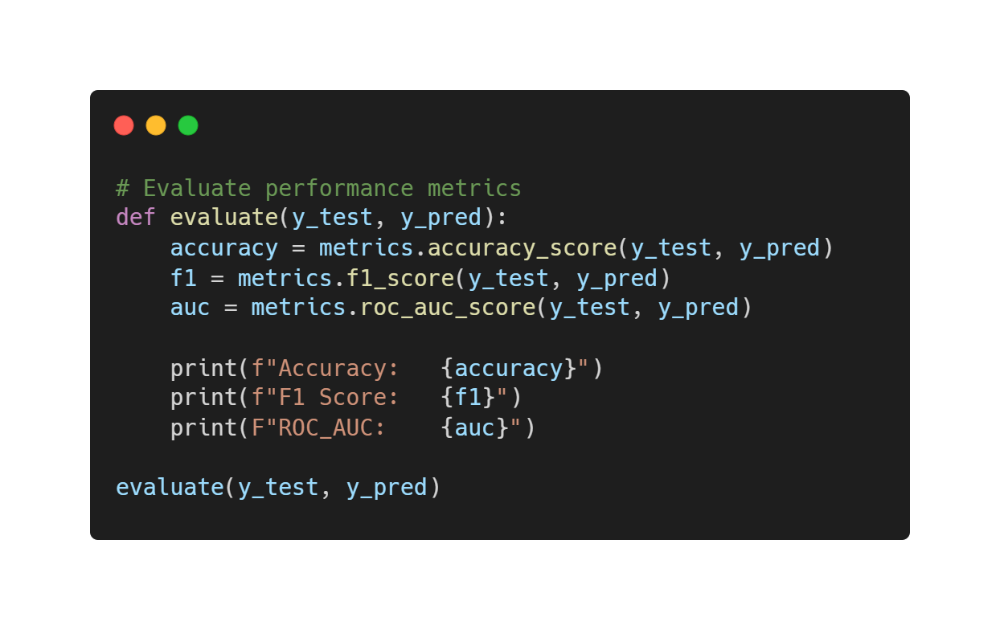 # Evaluate performance metrics
def evaluate(y_test, y_pred):
    accuracy = metrics.accuracy_score(y_test, y_pred)
    f1 = metrics.f1_score(y_test, y_pred)
    auc = metrics.roc_auc_score(y_test, y_pred)

    print(f"Accuracy:   {accuracy}")
    print(f"F1 Score:   {f1}")
    print(F"ROC_AUC:    {auc}")

evaluate(y_test, y_pred)